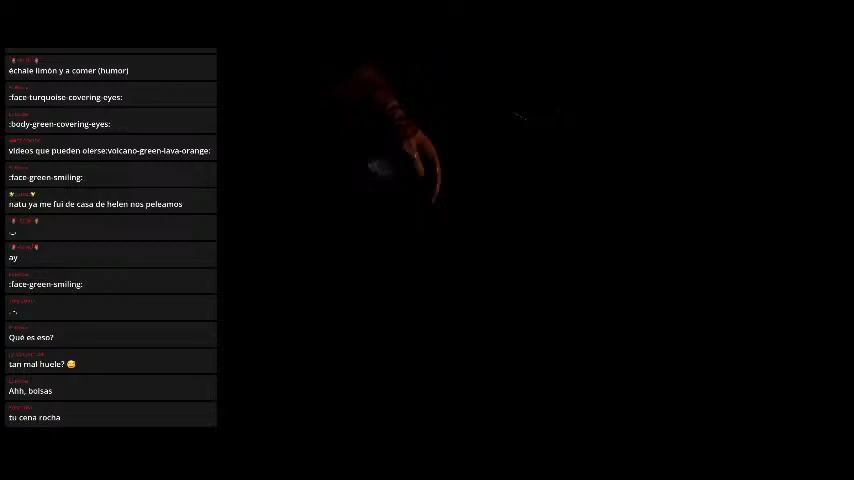 échale limón y a comer (humor)
:face-turquoise-covering-eyes:
:body-green-covering-eyes:
videos que pueden olerse:volcano-green-lava-orange:
:face-green-smiling:
natu ya me fui de casa de helen nos peleamos
._.
ay
:face-green-smiling:
. -.
Qué es eso?
tan mal huele? 😅
Ahh, bolsas
tu cena rocha